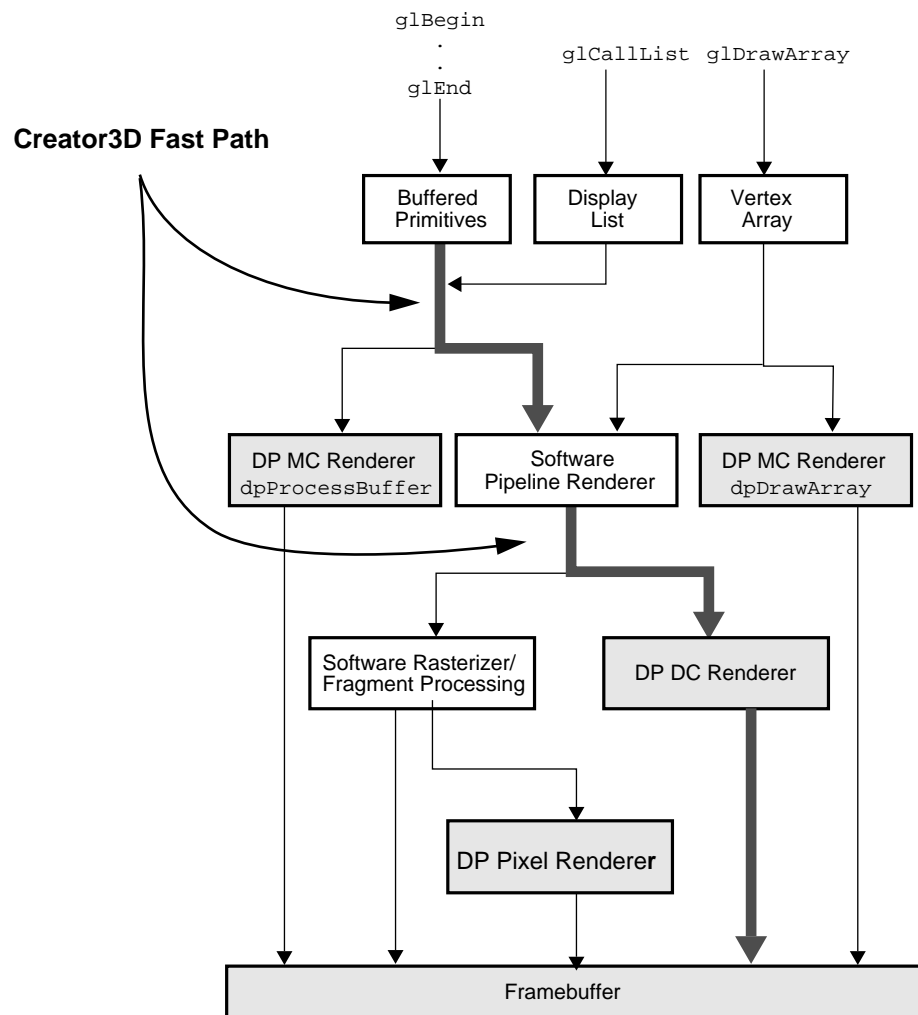 glBegin
.
.
glEnd
glCallList
glDrawArray
Creator3D Fast Path
Buffered
Primitives
Display
List
Vertex
Array
DP MC Renderer
dpProcessBuffer
Software
Pipeline Renderer
DP MC Renderer
dpDrawArray
Software Rasterizer/
Fragment Processing
DP DC Renderer
DP Pixel Renderer
Framebuffer